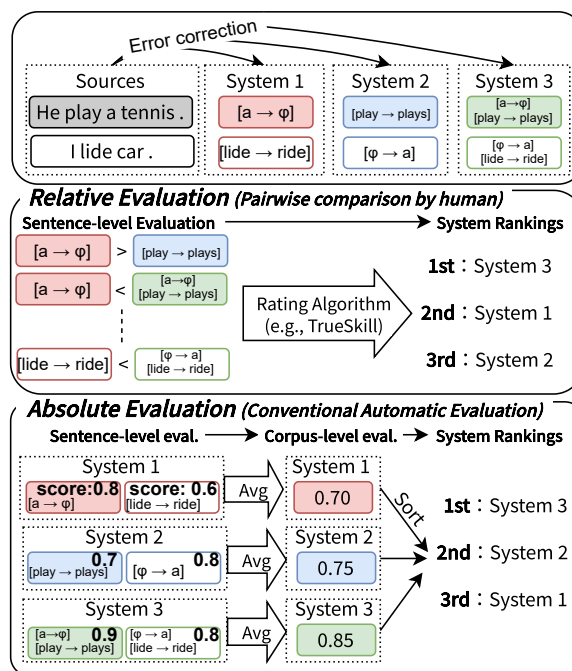 Error correction
Sources
System 1
System 2
System 3
He play a tennis .
[a → φ]
[play → plays]
[a→φ]
[play → plays]
I lide car .
[lide → ride]
[φ → a]
[φ → a]
[lide → ride]
Relative Evaluation (Pairwise comparison by human)
Sentence-level Evaluation
System Rankings
[a → φ] > [play → plays]
[a → φ] < [a→φ]
[play → plays]
[lide → ride] < [φ → a]
[lide → ride]
Rating Algorithm
(e.g., TrueSkill)
1st : System 3
2nd : System 1
3rd : System 2
Absolute Evaluation (Conventional Automatic Evaluation)
Sentence-level eval.
Corpus-level eval.
System Rankings
System 1
score:0.8
[a → φ]
score: 0.6
[lide → ride]
Avg
System 1
0.70
System 2
0.7
[play → plays]
0.8
[φ → a]
Avg
System 2
0.75
System 3
0.9
[a→φ]
[play → plays]
0.8
[φ → a]
[lide → ride]
Avg
System 3
0.85
Sort
1st : System 3
2nd : System 2
3rd : System 1